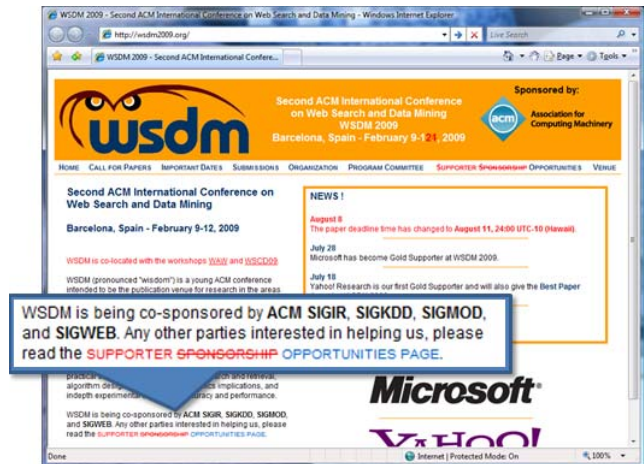 WSDM 2009 - Second ACM International Conference on Web Search and Data Mining - Windows Internet Explorer
http://wsdm2009.org/
Live Search
WSDM 2009 - Second ACM International Confere...
Page
Tools
Second ACM International Conference
on Web Search and Data Mining
WSDM 2009
Barcelona, Spain - February 9-121, 2009
wsdm
Sponsored by:
acm
Association for
Computing Machinery
HOME CALL FOR PAPERS IMPORTANT DATES SUBMISSIONS ORGANIZATION PROGRAM COMMITTEE SUPPORTER SPONSORSHIP OPPORTUNITIES VENUE
Second ACM International Conference on
Web Search and Data Mining
Barcelona, Spain - February 9-12, 2009
WSDM is co-located with the workshops WAW and WSCD09
WSDM (pronounced "wisdom") is a young ACM conference
intended to be the publication venue for research in the areas
NEWS !
August 8
The paper deadline time has changed to August 11, 24:00 UTC-10 (Hawaii).
July 28
Microsoft has become Gold Supporter at WSDM 2009.
July 18
Yahoo! Research is our first Gold Supporter and will also give the Best Paper
WSDM is being co-sponsored by ACM SIGIR, SIGKDD, SIGMOD,
and SIGWEB. Any other parties interested in helping us, please
read the SUPPORTER SPONSORSHIP OPPORTUNITIES PAGE.
algorithm
implications, and
indepth experimental
accuracy and performance.
WSDM is being co-sponsored by ACM SIGIR, SIGKDD, SIGMOD,
and SIGWEB. Any other parties interested in helping us, please
read the SUPPORTER SPONSORSHIP OPPORTUNITIES PAGE.
Microsoft
YAHOO!
Done
Internet | Protected Mode: On
100%